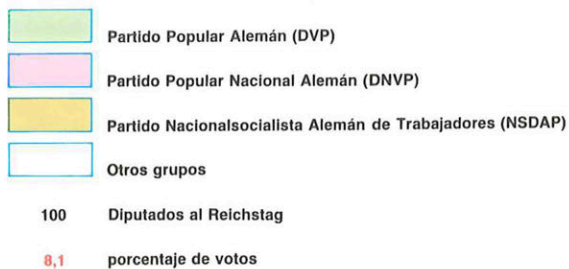 Partido Popular Alemán (DVP)
Partido Popular Nacional Alemán (DNVP)
Partido Nacionalsocialista Alemán de Trabajadores (NSDAP)
Otros grupos
100 Diputados al Reichstag
8,1 porcentaje de votos